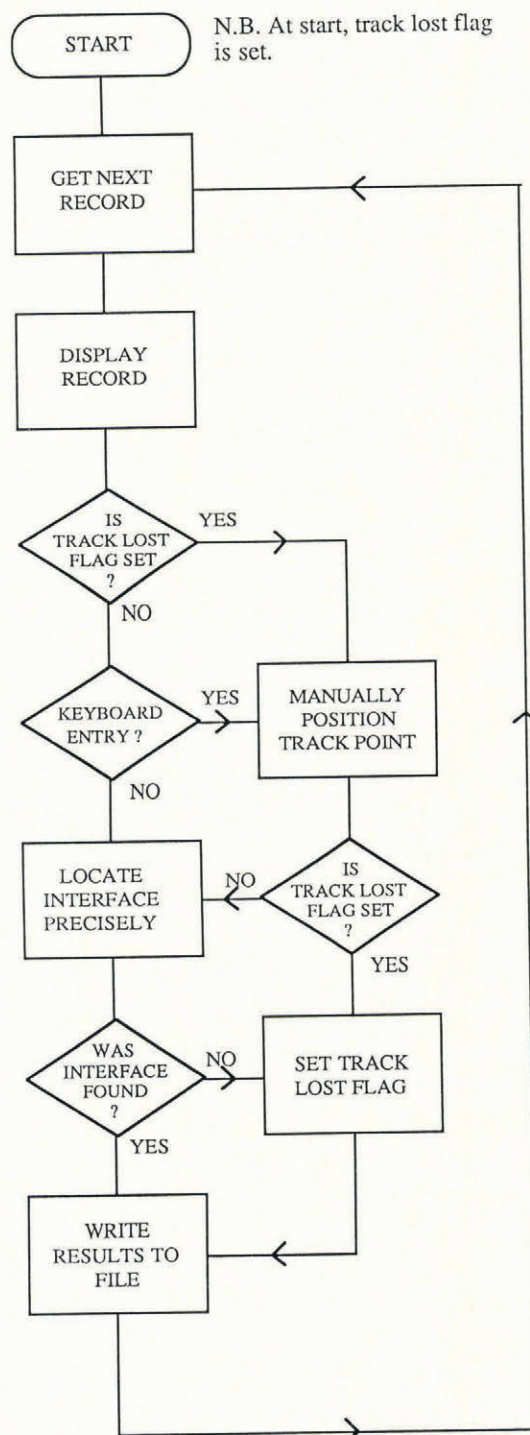 START
N.B. At start, track lost flag
is set.
GET NEXT
RECORD
DISPLAY
RECORD
IS
TRACK LOST
FLAG SET
?
YES
NO
KEYBOARD
ENTRY ?
YES
NO
MANUALLY
POSITION
TRACK POINT
LOCATE
INTERFACE
PRECISELY
NO
IS
TRACK LOST
FLAG SET
?
YES
WAS
INTERFACE
FOUND
?
NO
YES
SET TRACK
LOST FLAG
WRITE
RESULTS TO
FILE